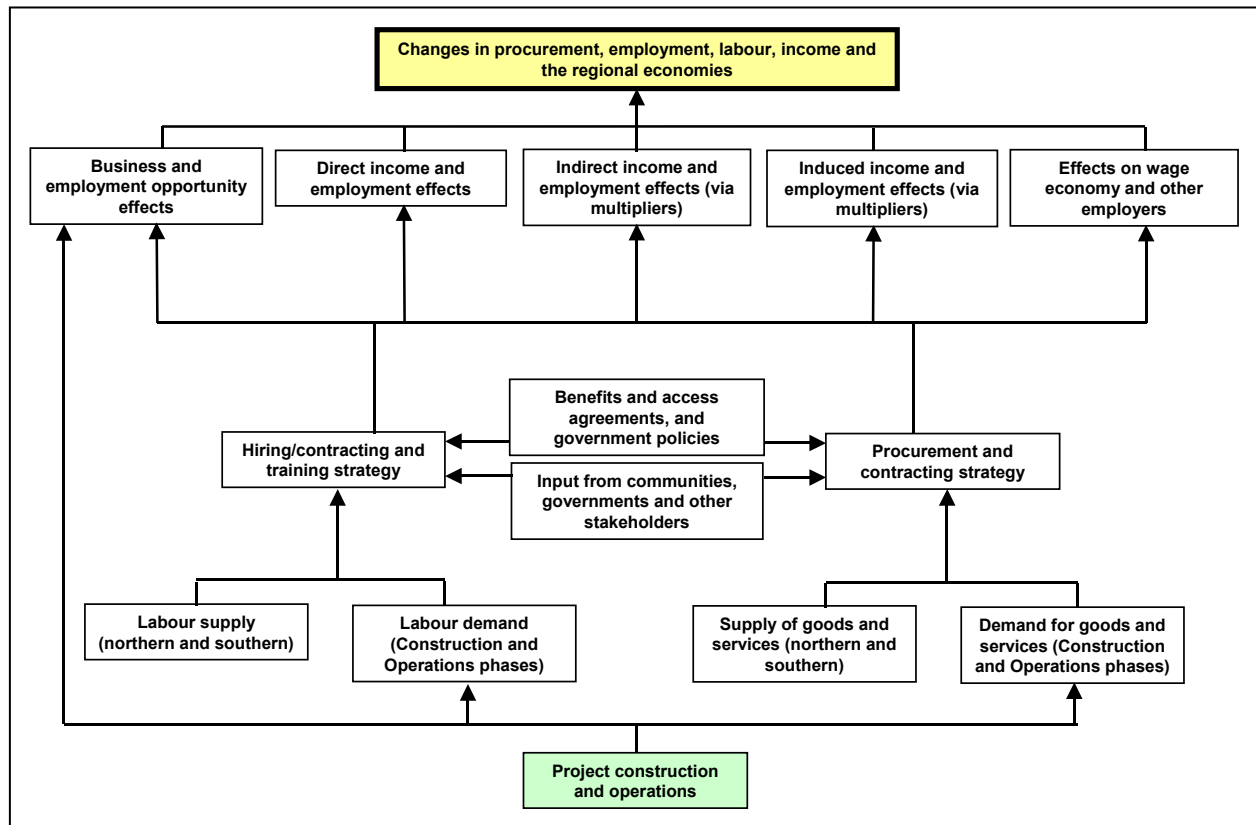 Changes in procurement, employment, labour, income and
the regional economies
Business and
employment opportunity
effects
Direct income and
employment effects
Indirect income and
employment effects (via
multipliers)
Induced income and
employment effects (via
multipliers)
Effects on wage
economy and other
employers
Benefits and access
agreements, and
government policies
Hiring/contracting and
training strategy
Procurement and
contracting strategy
Input from communities,
governments and other
stakeholders
Labour supply
(northern and southern)
Labour demand
(Construction and
Operations phases)
Supply of goods and
services (northern and
southern)
Demand for goods and
services (Construction
and Operations phases)
Project construction
and operations